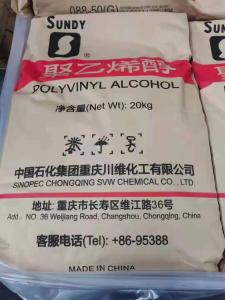 088-50(G)
SUNDY
S ®
聚乙烯醇
POLYVINYL ALCOHOL
净含量(Net Wt): 20kg
中国石化集团重庆川维化工有限公司
SINOPEC CHONGQING SVW CHEMICAL CO., LTD.
地址:重庆市长寿区维江路36号
Add: NO. 36 Weijiang Road, Changshou, Chongqing, China
客服电话(Tel): +86-95388
MADE IN CHINA